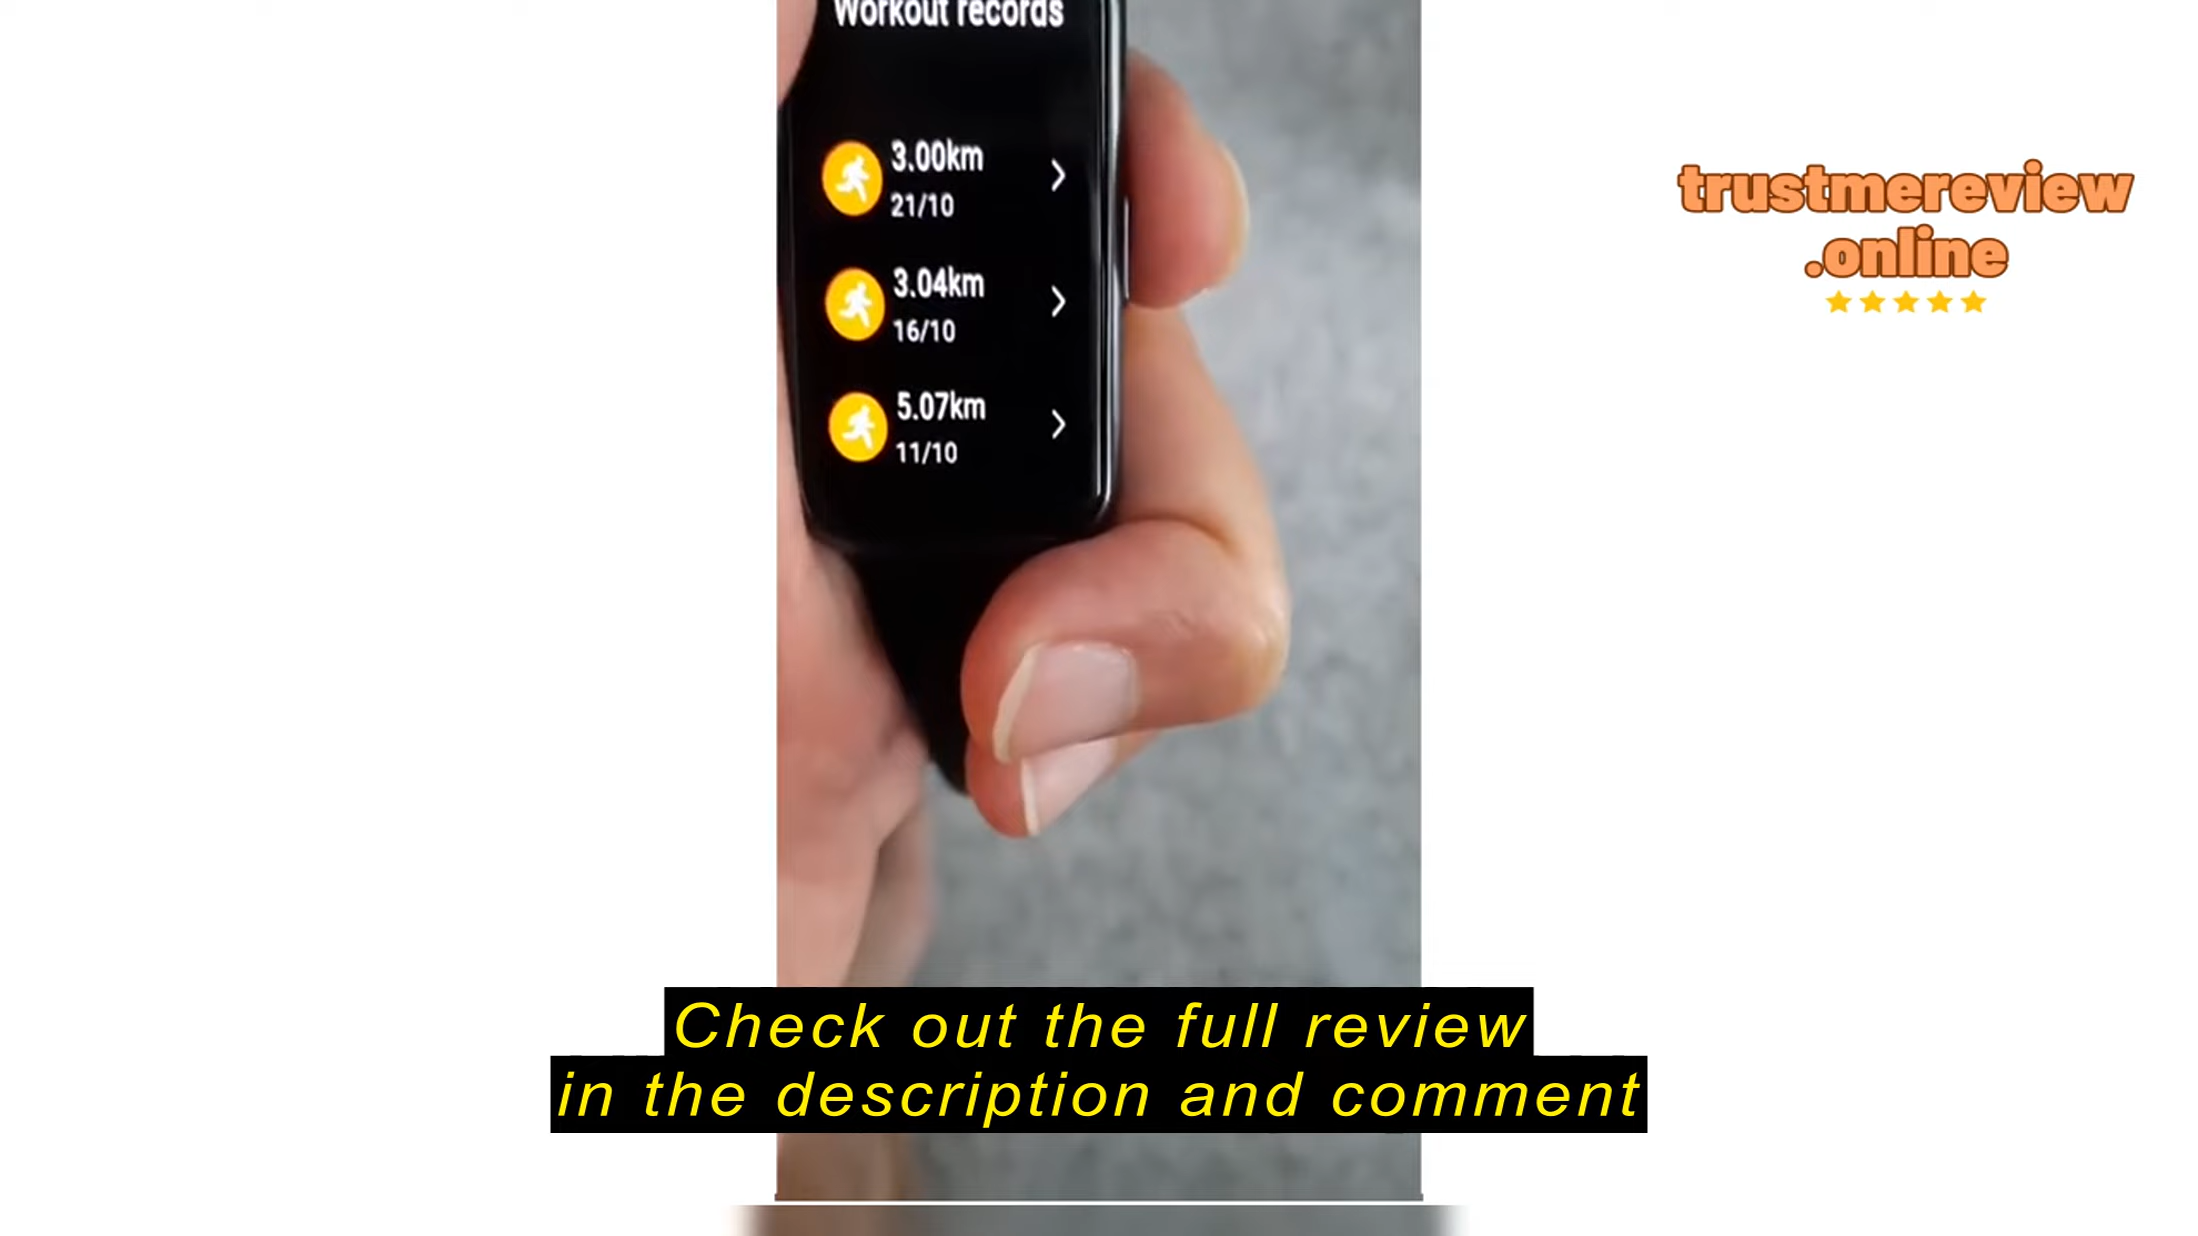 Workout records
3.00km
21/10
3.04km
16/10
5.07km
11/10
trustmereview
.online
Check out the full review
in the description and comment